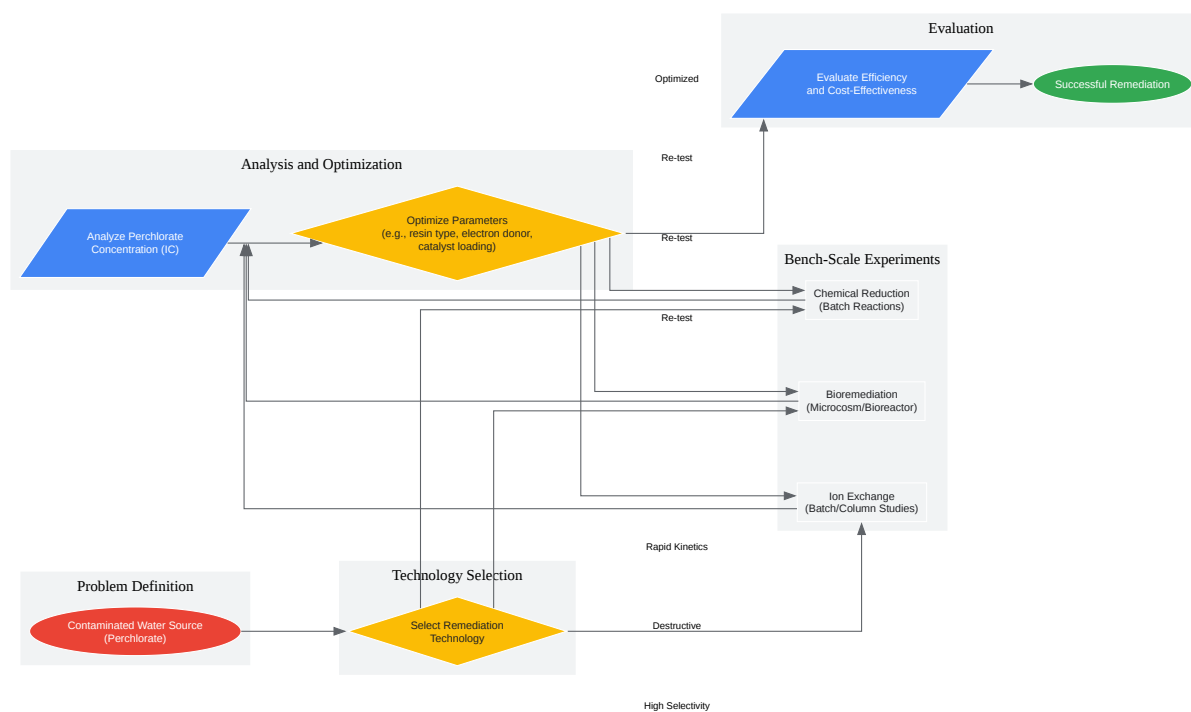 Evaluation
Evaluate Efficiency
and Cost-Effectiveness
Successful Remediation
Optimized
Re-test
Analysis and Optimization
Analyze Perchlorate
Concentration (IC)
Optimize Parameters
(e.g., resin type, electron donor,
catalyst loading)
Re-test
Bench-Scale Experiments
Chemical Reduction
(Batch Reactions)
Re-test
Bioremediation
(Microcosm/Bioreactor)
Ion Exchange
(Batch/Column Studies)
Rapid Kinetics
Problem Definition
Contaminated Water Source
(Perchlorate)
Technology Selection
Select Remediation
Technology
Destructive
High Selectivity